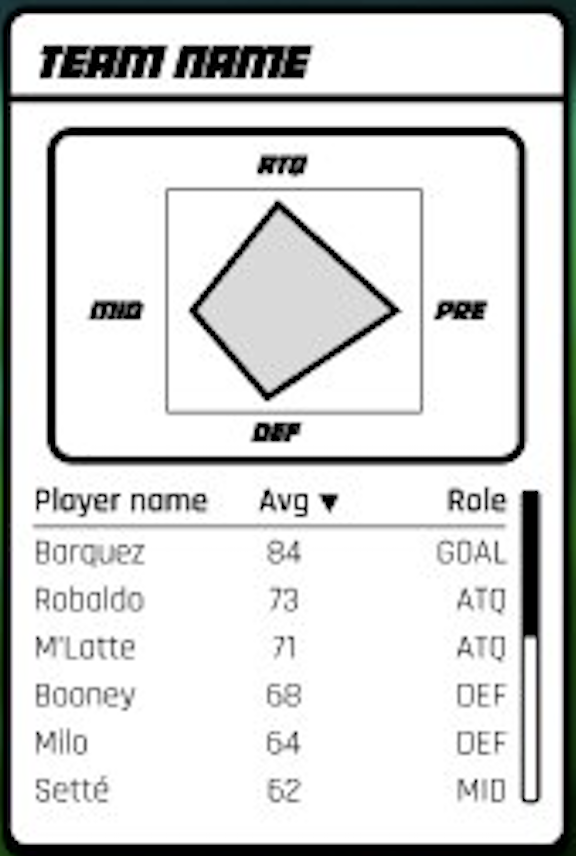 TEAM NAME
ATQ
MID PRE
DEF
Player name Avg ▼ Role
Barquez 84 GOAL
Robaldo 73 ATQ
M'Latte 71 ATQ
Booney 68 DEF
Milo 64 DEF
Setté 62 MID